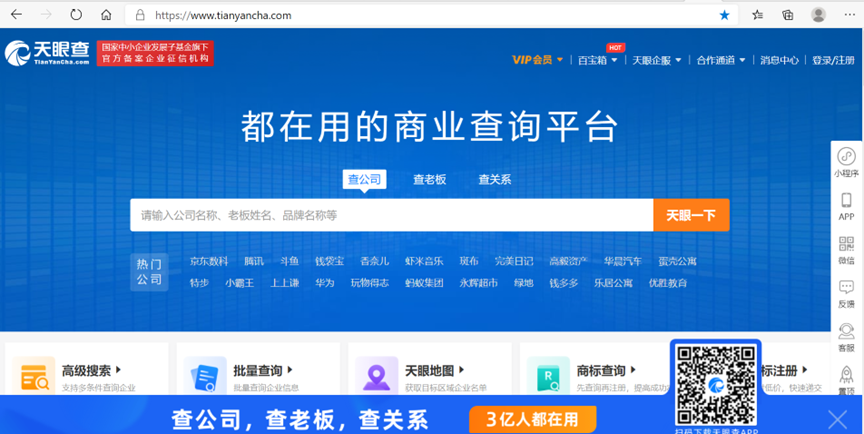 https://www.tianyancha.com
天眼查
TianYanCha.com
国家中小企业发展子基金旗下
官方备案企业征信机构
HOT
VIP会员 百宝箱 天眼企服 合作通道 消息中心 登录/注册
都在用的商业查询平台
查公司 查老板 查关系
请输入公司名称、老板姓名、品牌名称等 天眼一下
热门
公司
京东数科 腾讯 斗鱼 钱袋宝 香奈儿 虾米音乐 斑布 完美日记 高毅资产 华晨汽车 蛋壳公寓
特步 小霸王 上上谦 华为 玩物得志 蚂蚁集团 永辉超市 绿地 钱多多 乐居公寓 优胜教育
小程序
APP
微信
反馈
客服
置顶
高级搜索 批量查询 天眼地图 商标查询 标注册
支持多条件查询企业 批量查询企业信息 获取目标区域企业名单 先查询再注册，提高成功 低价，快速递交
查公司，查老板，查关系 3亿人都在用
扫码下载天眼查APP